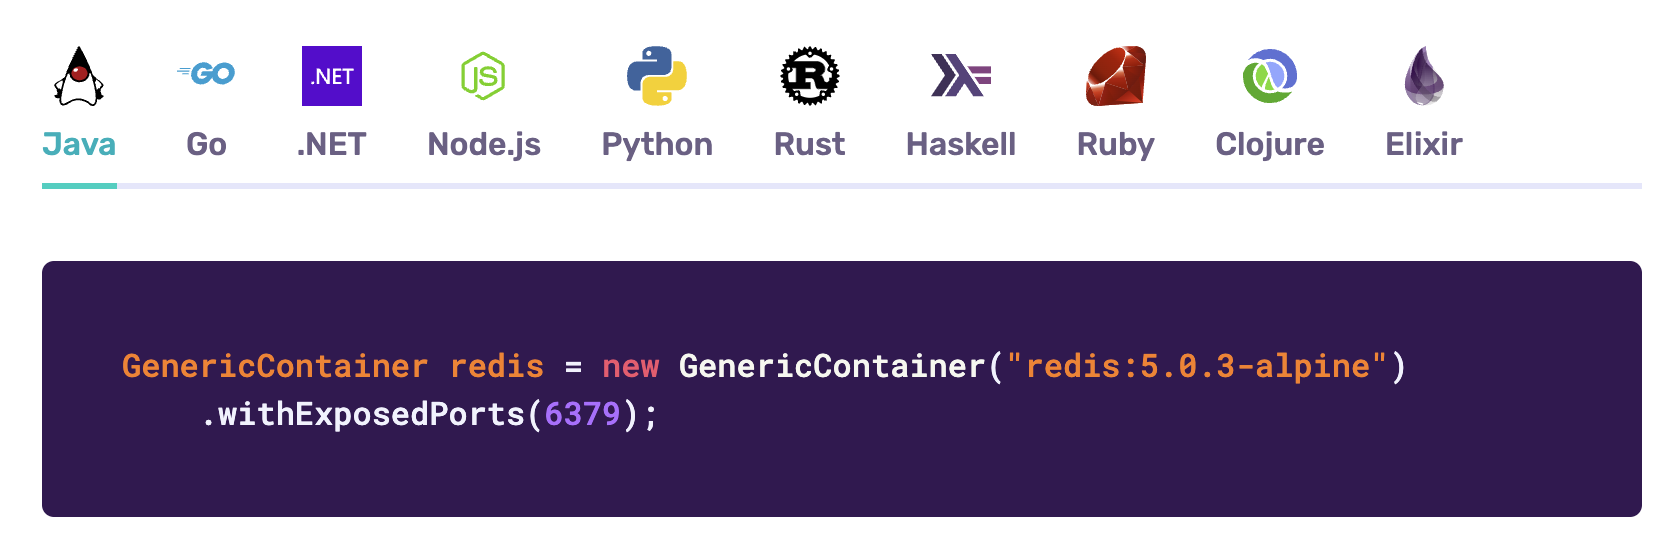 GO
.NET
JS
R
Java
Go
.NET
Node.js
Python
Rust
Haskell
Ruby
Clojure
Elixir
GenericContainer redis = new GenericContainer("redis:5.0.3-alpine")
    .withExposedPorts(6379);